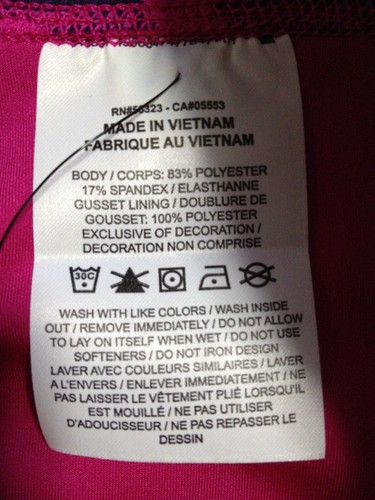 RN#56323 - CA#05553
MADE IN VIETNAM
FABRIQUE AU VIETNAM
BODY / CORPS: 83% POLYESTER
17% SPANDEX / ELASTHANNE
GUSSET LINING / DOUBLURE DE
GOUSSET: 100% POLYESTER
EXCLUSIVE OF DECORATION /
DECORATION NON COMPRISE
30C
WASH WITH LIKE COLORS / WASH INSIDE
OUT / REMOVE IMMEDIATELY / DO NOT ALLOW
TO LAY ON ITSELF WHEN WET / DO NOT USE
SOFTENERS / DO NOT IRON DESIGN
LAVER AVEC COULEURS SIMILAIRES / LAVER
A L'ENVERS / ENLEVER IMMEDIATEMENT / NE
PAS LAISSER LE VÊTEMENT PLIÉ LORSQU'IL
EST MOUILLÉ / NE PAS UTILISER
D'ADOUCISSEUR / NE PAS REPASSER LE
DESSIN